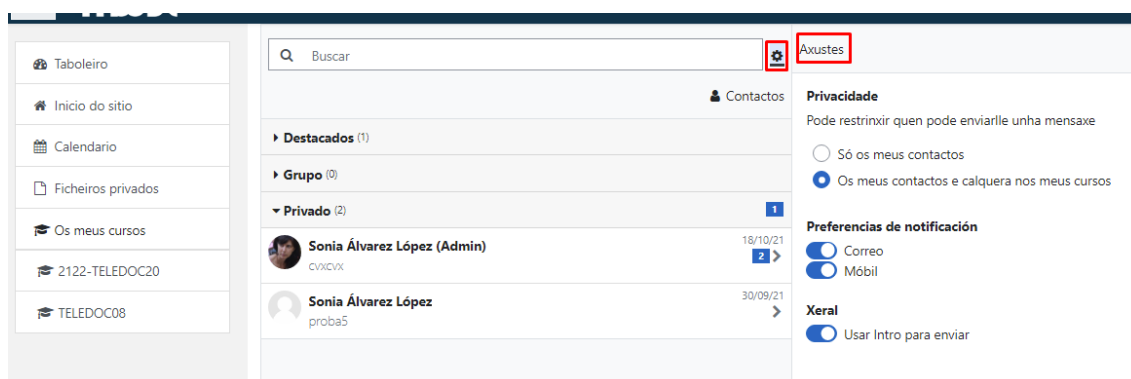 Taboleiro
Inicio do sitio
Calendario
Ficheiros privados
Os meus cursos
2122-TELEDOC20
TELEDOC08
Buscar
Contactos
Destacados (1)
Grupo (0)
Privado (2) 1
Sonia Álvarez López (Admin) 18/10/21
cvxcvx 2
Sonia Álvarez López 30/09/21
proba5
Axustes
Privacidade
Pode restrinxir quen pode enviarlle unha mensaxe
Só os meus contactos
Os meus contactos e calquera nos meus cursos
Preferencias de notificación
Correo
Móbil
Xeral
Usar Intro para enviar